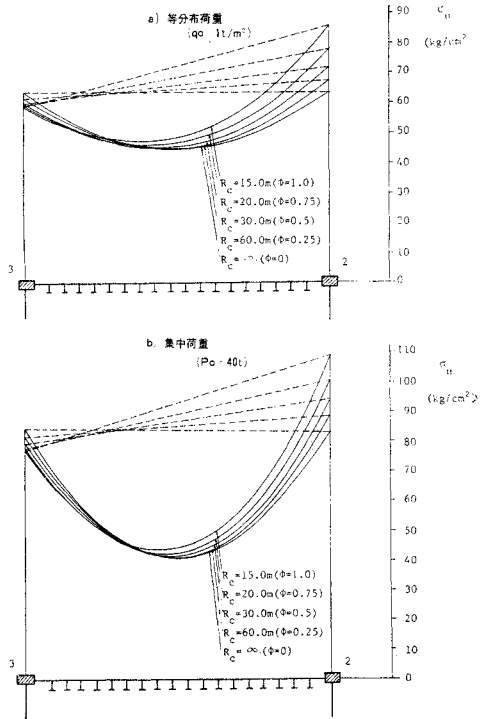 a) 等分布荷重
(qo 1t/m²)
90
(kg/cm²
80
70
60
50
40
30
20
10
0
Rc=15.0m(Φ=1.0)
Rc=20.0m(Φ=0.75)
Rc=30.0m(Φ=0.5)
Rc=60.0m(Φ=0.25)
Rc= (Φ=0)
3
2
b. 集中荷重
(Po - 40t)
110
σu
100
(kg/cm²)
90
80
70
60
50
40
30
20
10
0
Rc=15.0m(Φ=1.0)
Rc=20.0m(Φ=0.75)
Rc=30.0m(Φ=0.5)
Rc=60.0m(Φ=0.25)
Rc= ∞ (Φ=0)
3
2